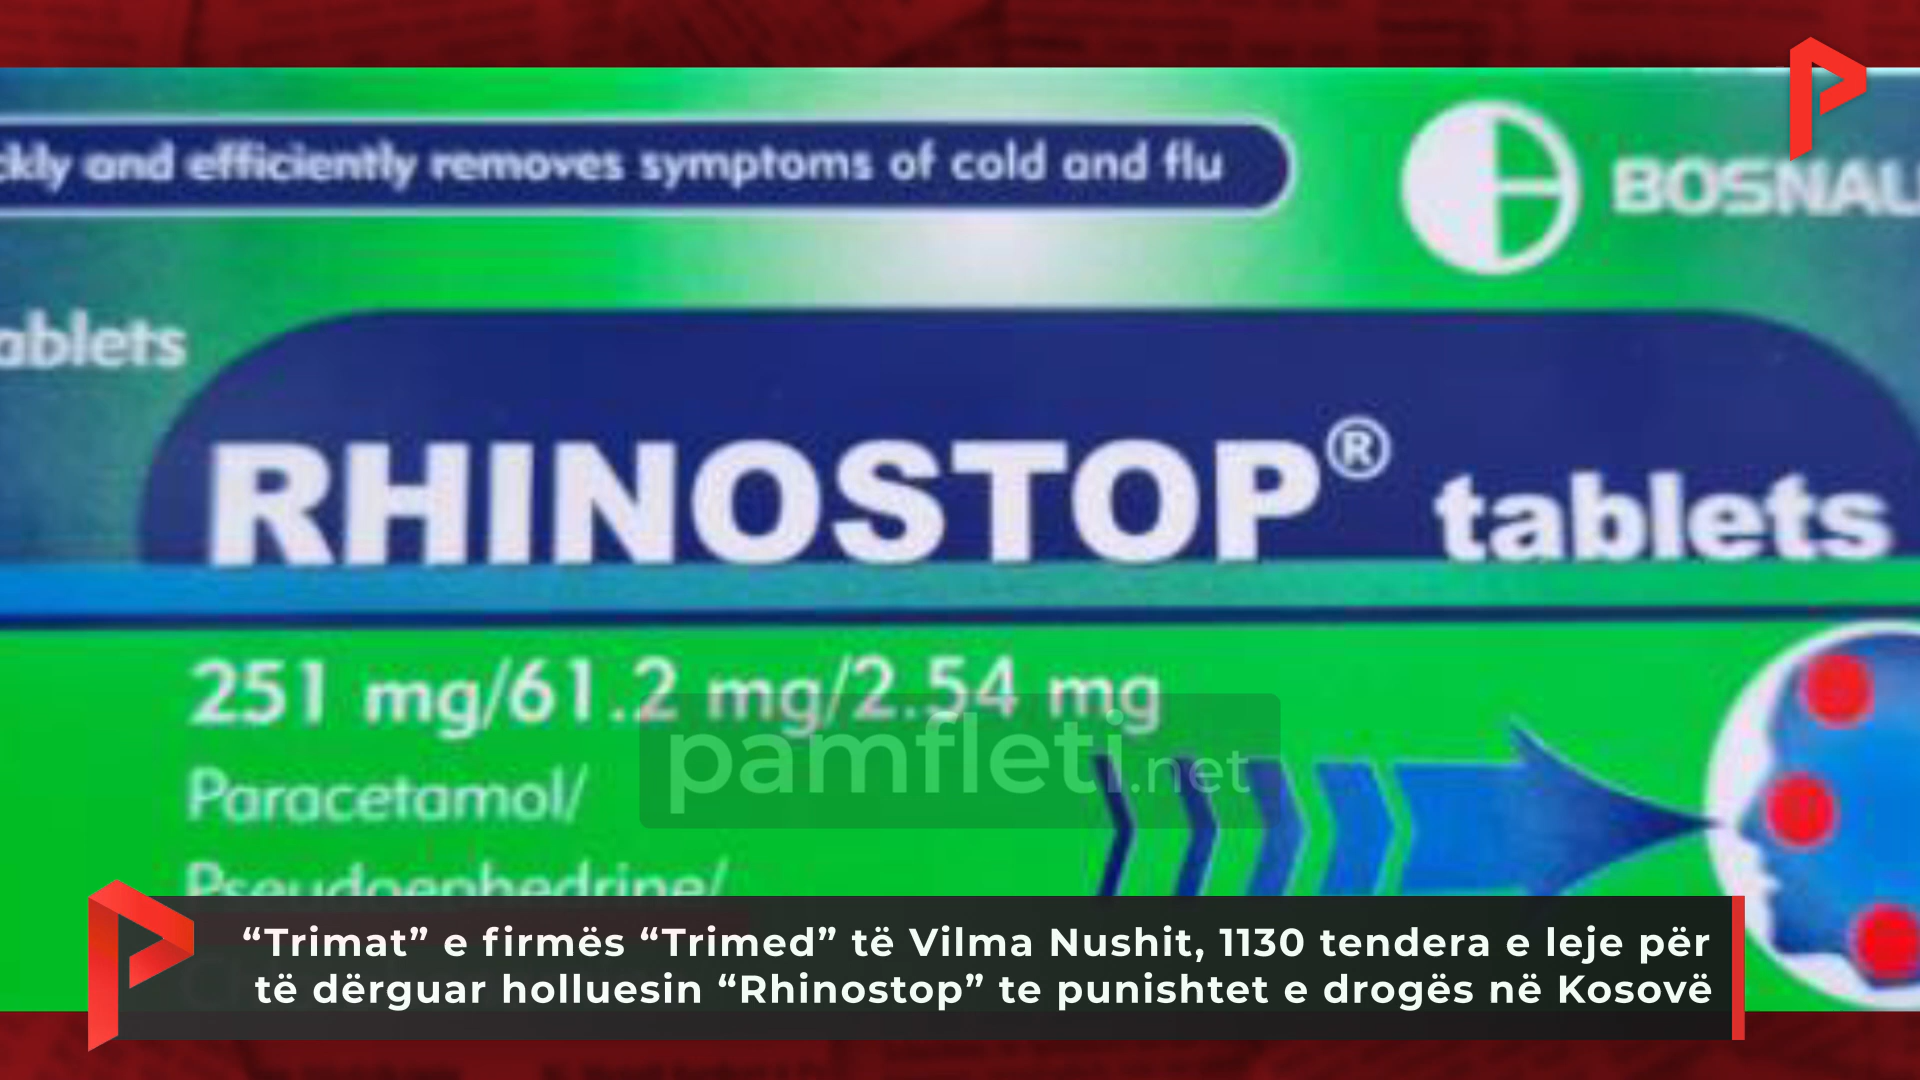 and efficiently removes symptoms of cold and flu
BOSNAL
RHINOSTOP® tablets
251 mg/61.2 mg/2.54 mg
pamfleti.net
Paracetamol/
Pseudoephedrine/
“Trimat” e firmës “Trimed” të Vilma Nushit, 1130 tendera e leje për
të dërguar holluesin “Rhinostop” te punishtet e drogës në Kosovë